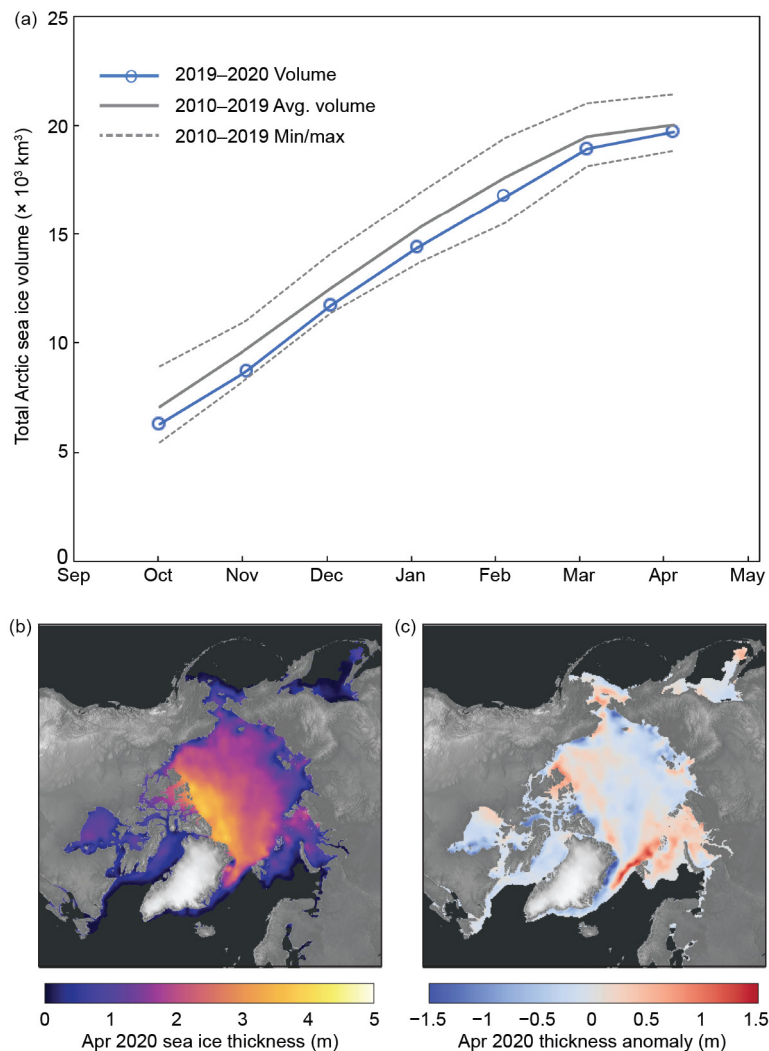 (a)
25
20
15
10
5
0
Total Arctic sea ice volume (× 10³ km³)
2019–2020 Volume
2010–2019 Avg. volume
2010–2019 Min/max
Sep Oct Nov Dec Jan Feb Mar Apr May
(b)
(c)
0 1 2 3 4 5
Apr 2020 sea ice thickness (m)
−1.5 −1 −0.5 0 0.5 1 1.5
Apr 2020 thickness anomaly (m)